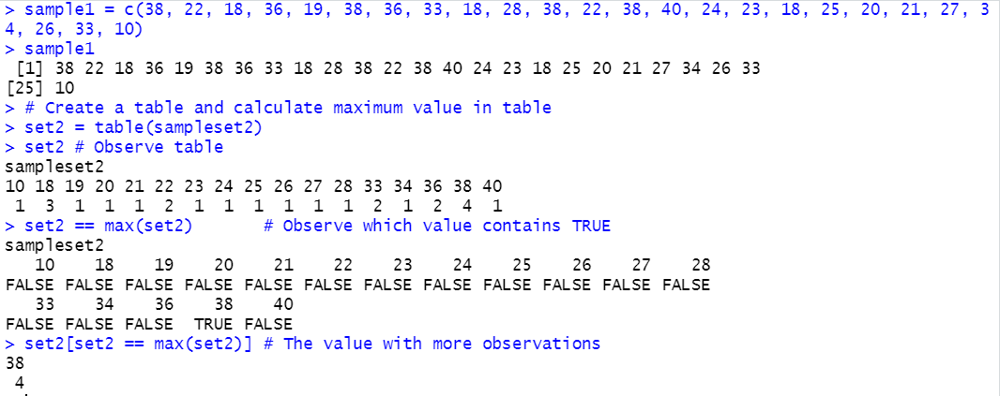 > sample1 = c(38, 22, 18, 36, 19, 38, 36, 33, 18, 28, 38, 22, 38, 40, 24, 23, 18, 25, 20, 21, 27, 3
4, 26, 33, 10)
> sample1
[1] 38 22 18 36 19 38 36 33 18 28 38 22 38 40 24 23 18 25 20 21 27 34 26 33
[25] 10
> # Create a table and calculate maximum value in table
> set2 = table(sampleset2)
> set2 # Observe table
sampleset2
10 18 19 20 21 22 23 24 25 26 27 28 33 34 36 38 40
1 3 1 1 1 2 1 1 1 1 1 1 2 1 2 4 1
> set2 == max(set2) # Observe which value contains TRUE
sampleset2
10 18 19 20 21 22 23 24 25 26 27 28
FALSE FALSE FALSE FALSE FALSE FALSE FALSE FALSE FALSE FALSE FALSE FALSE
33 34 36 38 40
FALSE FALSE FALSE TRUE FALSE
> set2[set2 == max(set2)] # The value with more observations
38
4